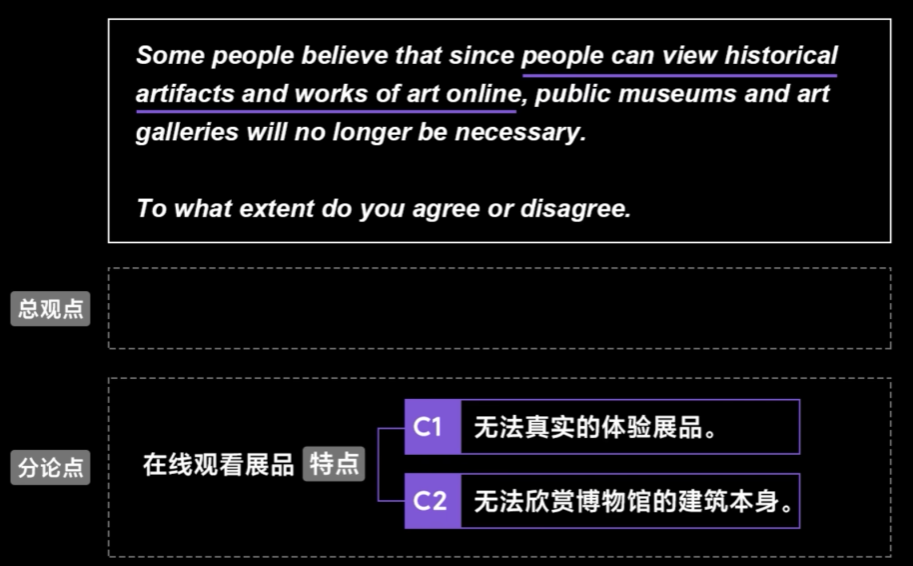 Some people believe that since people can view historical
artifacts and works of art online, public museums and art
galleries will no longer be necessary.
To what extent do you agree or disagree.
总观点
分论点
在线观看展品 特点
C1 无法真实的体验展品。
C2 无法欣赏博物馆的建筑本身。